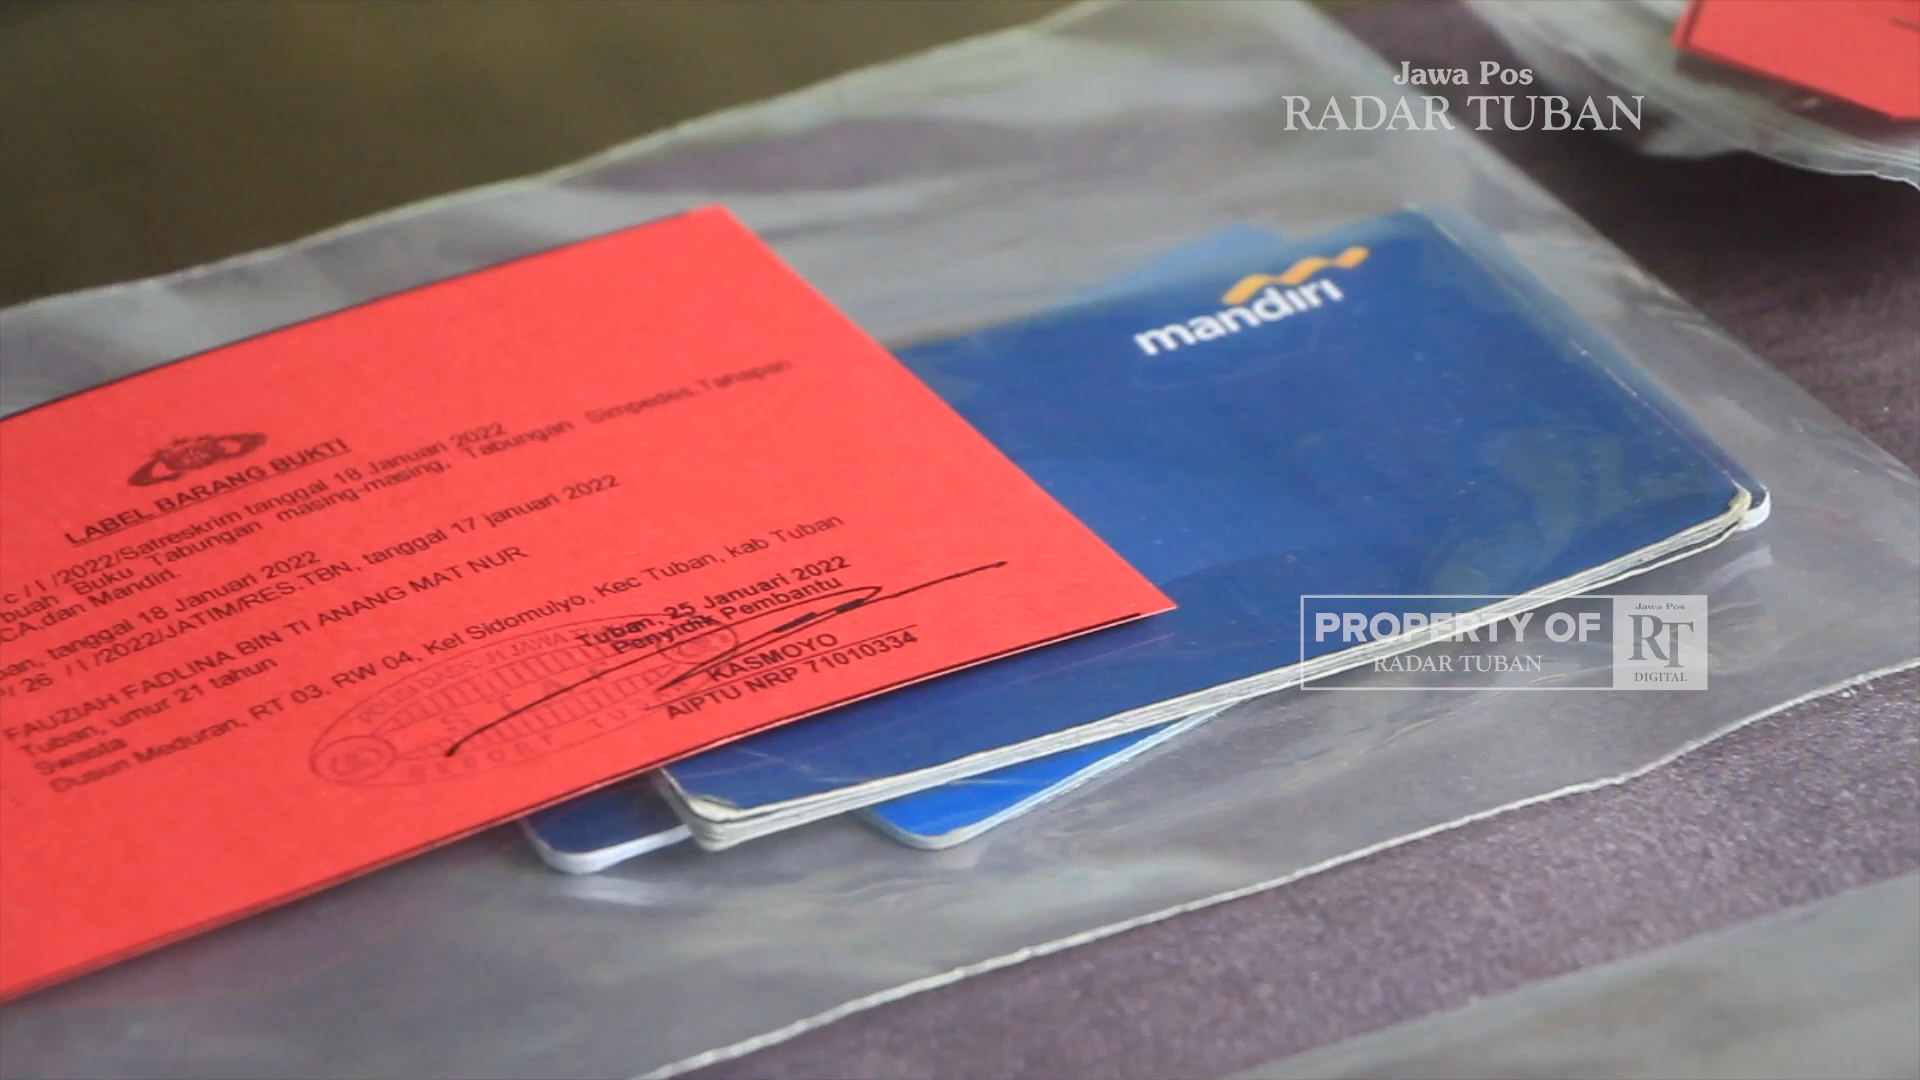 Jawa Pos
RADAR TUBAN
mandiri
LABEL BARANG BUKTI
/2022/Satreskrim tanggal 18 Januari 2022
buah Buku Tabungan masing-masing, Tabungan Simpedes, Tahapan
CA dan Mandiri.
tanggal 18 Januari 2022
26 / I /2022/JATIM/RES.TBN, tanggal 17 januari 2022
FAUZIAH FADLINA BIN TI ANANG MAT NUR
Tuban, umur 21 tahun
Swasta
Dusun Meduran, RT 03, RW 04, Kel Sidomulyo, Kec Tuban, kab Tuban
Tuban, 25 Januari 2022
Penyidik Pembantu
KASMOYO
AIPTU NRP 71010334
PROPERTY OF
RADAR TUBAN
Jawa Pos
RT
DIGITAL